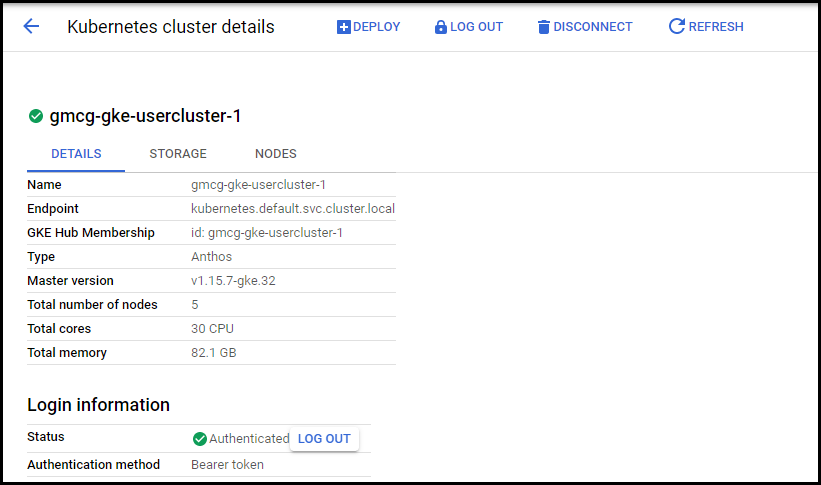 Kubernetes cluster details DEPLOY LOG OUT DISCONNECT REFRESH
gmcg-gke-usercluster-1
DETAILS STORAGE NODES
Name gmcg-gke-usercluster-1
Endpoint kubernetes.default.svc.cluster.local
GKE Hub Membership id: gmcg-gke-usercluster-1
Type Anthos
Master version v1.15.7-gke.32
Total number of nodes 5
Total cores 30 CPU
Total memory 82.1 GB
Login information
Status Authenticated LOG OUT
Authentication method Bearer token